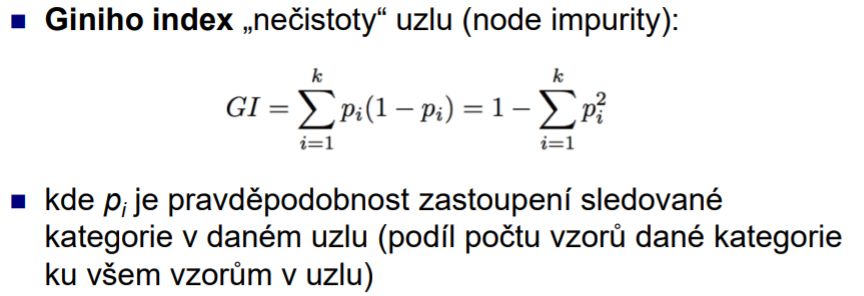 ■ Giniho index „nečistoty“ uzlu (node impurity):
GI = \sum_{i=1}^{k} p_i(1 − p_i) = 1 − \sum_{i=1}^{k} p_i^2
■ kde p_i je pravděpodobnost zastoupení sledované
kategorie v daném uzlu (podíl počtu vzorů dané kategorie
ku všem vzorům v uzlu)